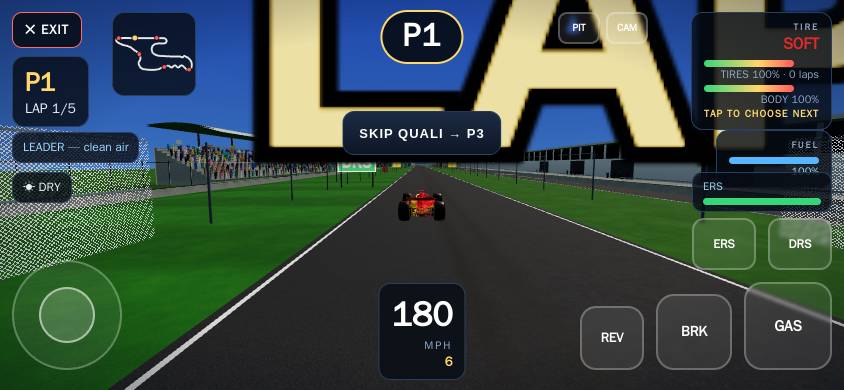 ✕ EXIT
P1
LAP 1/5
LEADER — clean air
☀ DRY
P1
LA
PIT
CAM
SKIP QUALI → P3
DRS
TIRE
SOFT
TIRES 100% · 0 laps
BODY 100%
TAP TO CHOOSE NEXT
FUEL
100%
ERS
ERS
DRS
REV
BRK
GAS
180
MPH
6